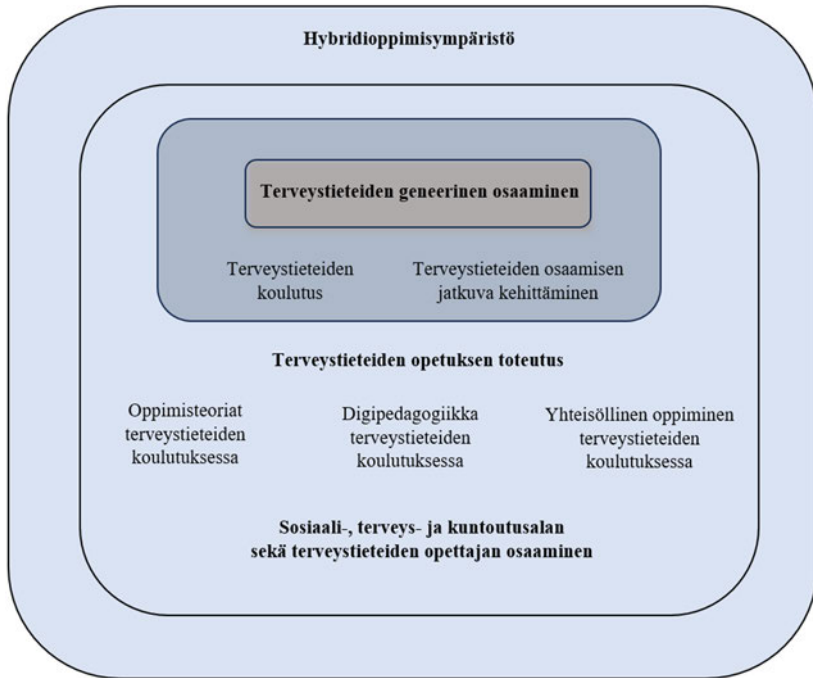 Hybridioppimisympäristö
Terveystieteiden geneerinen osaaminen
Terveystieteiden
koulutus
Terveystieteiden osaamisen
jatkuva kehittäminen
Terveystieteiden opetuksen toteutus
Oppimisteoriat
terveystieteiden
koulutuksessa
Digipedagogiikka
terveystieteiden
koulutuksessa
Yhteisöllinen oppiminen
terveystieteiden
koulutuksessa
Sosiaali-, terveys- ja kuntoutusalan
sekä terveystieteiden opettajan osaaminen